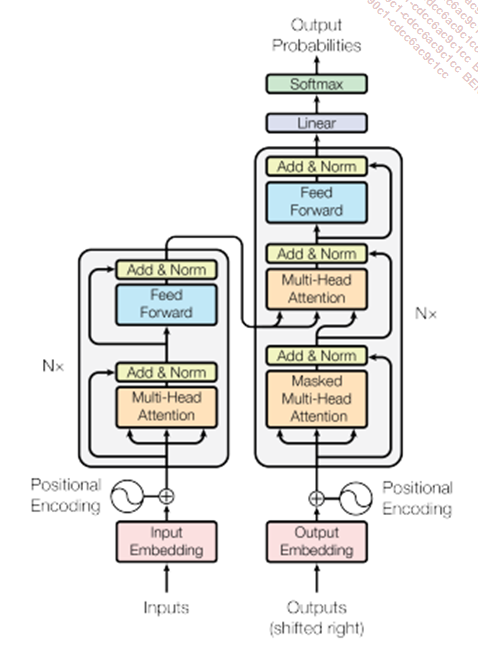 Output
Probabilities
Softmax
Linear
Add & Norm
Feed
Forward
Add & Norm
Multi-Head
Attention
Nx
Add & Norm
Masked
Multi-Head
Attention
Add & Norm
Feed
Forward
Nx
Add & Norm
Multi-Head
Attention
Positional
Encoding
Positional
Encoding
Input
Embedding
Output
Embedding
Inputs
Outputs
(shifted right)